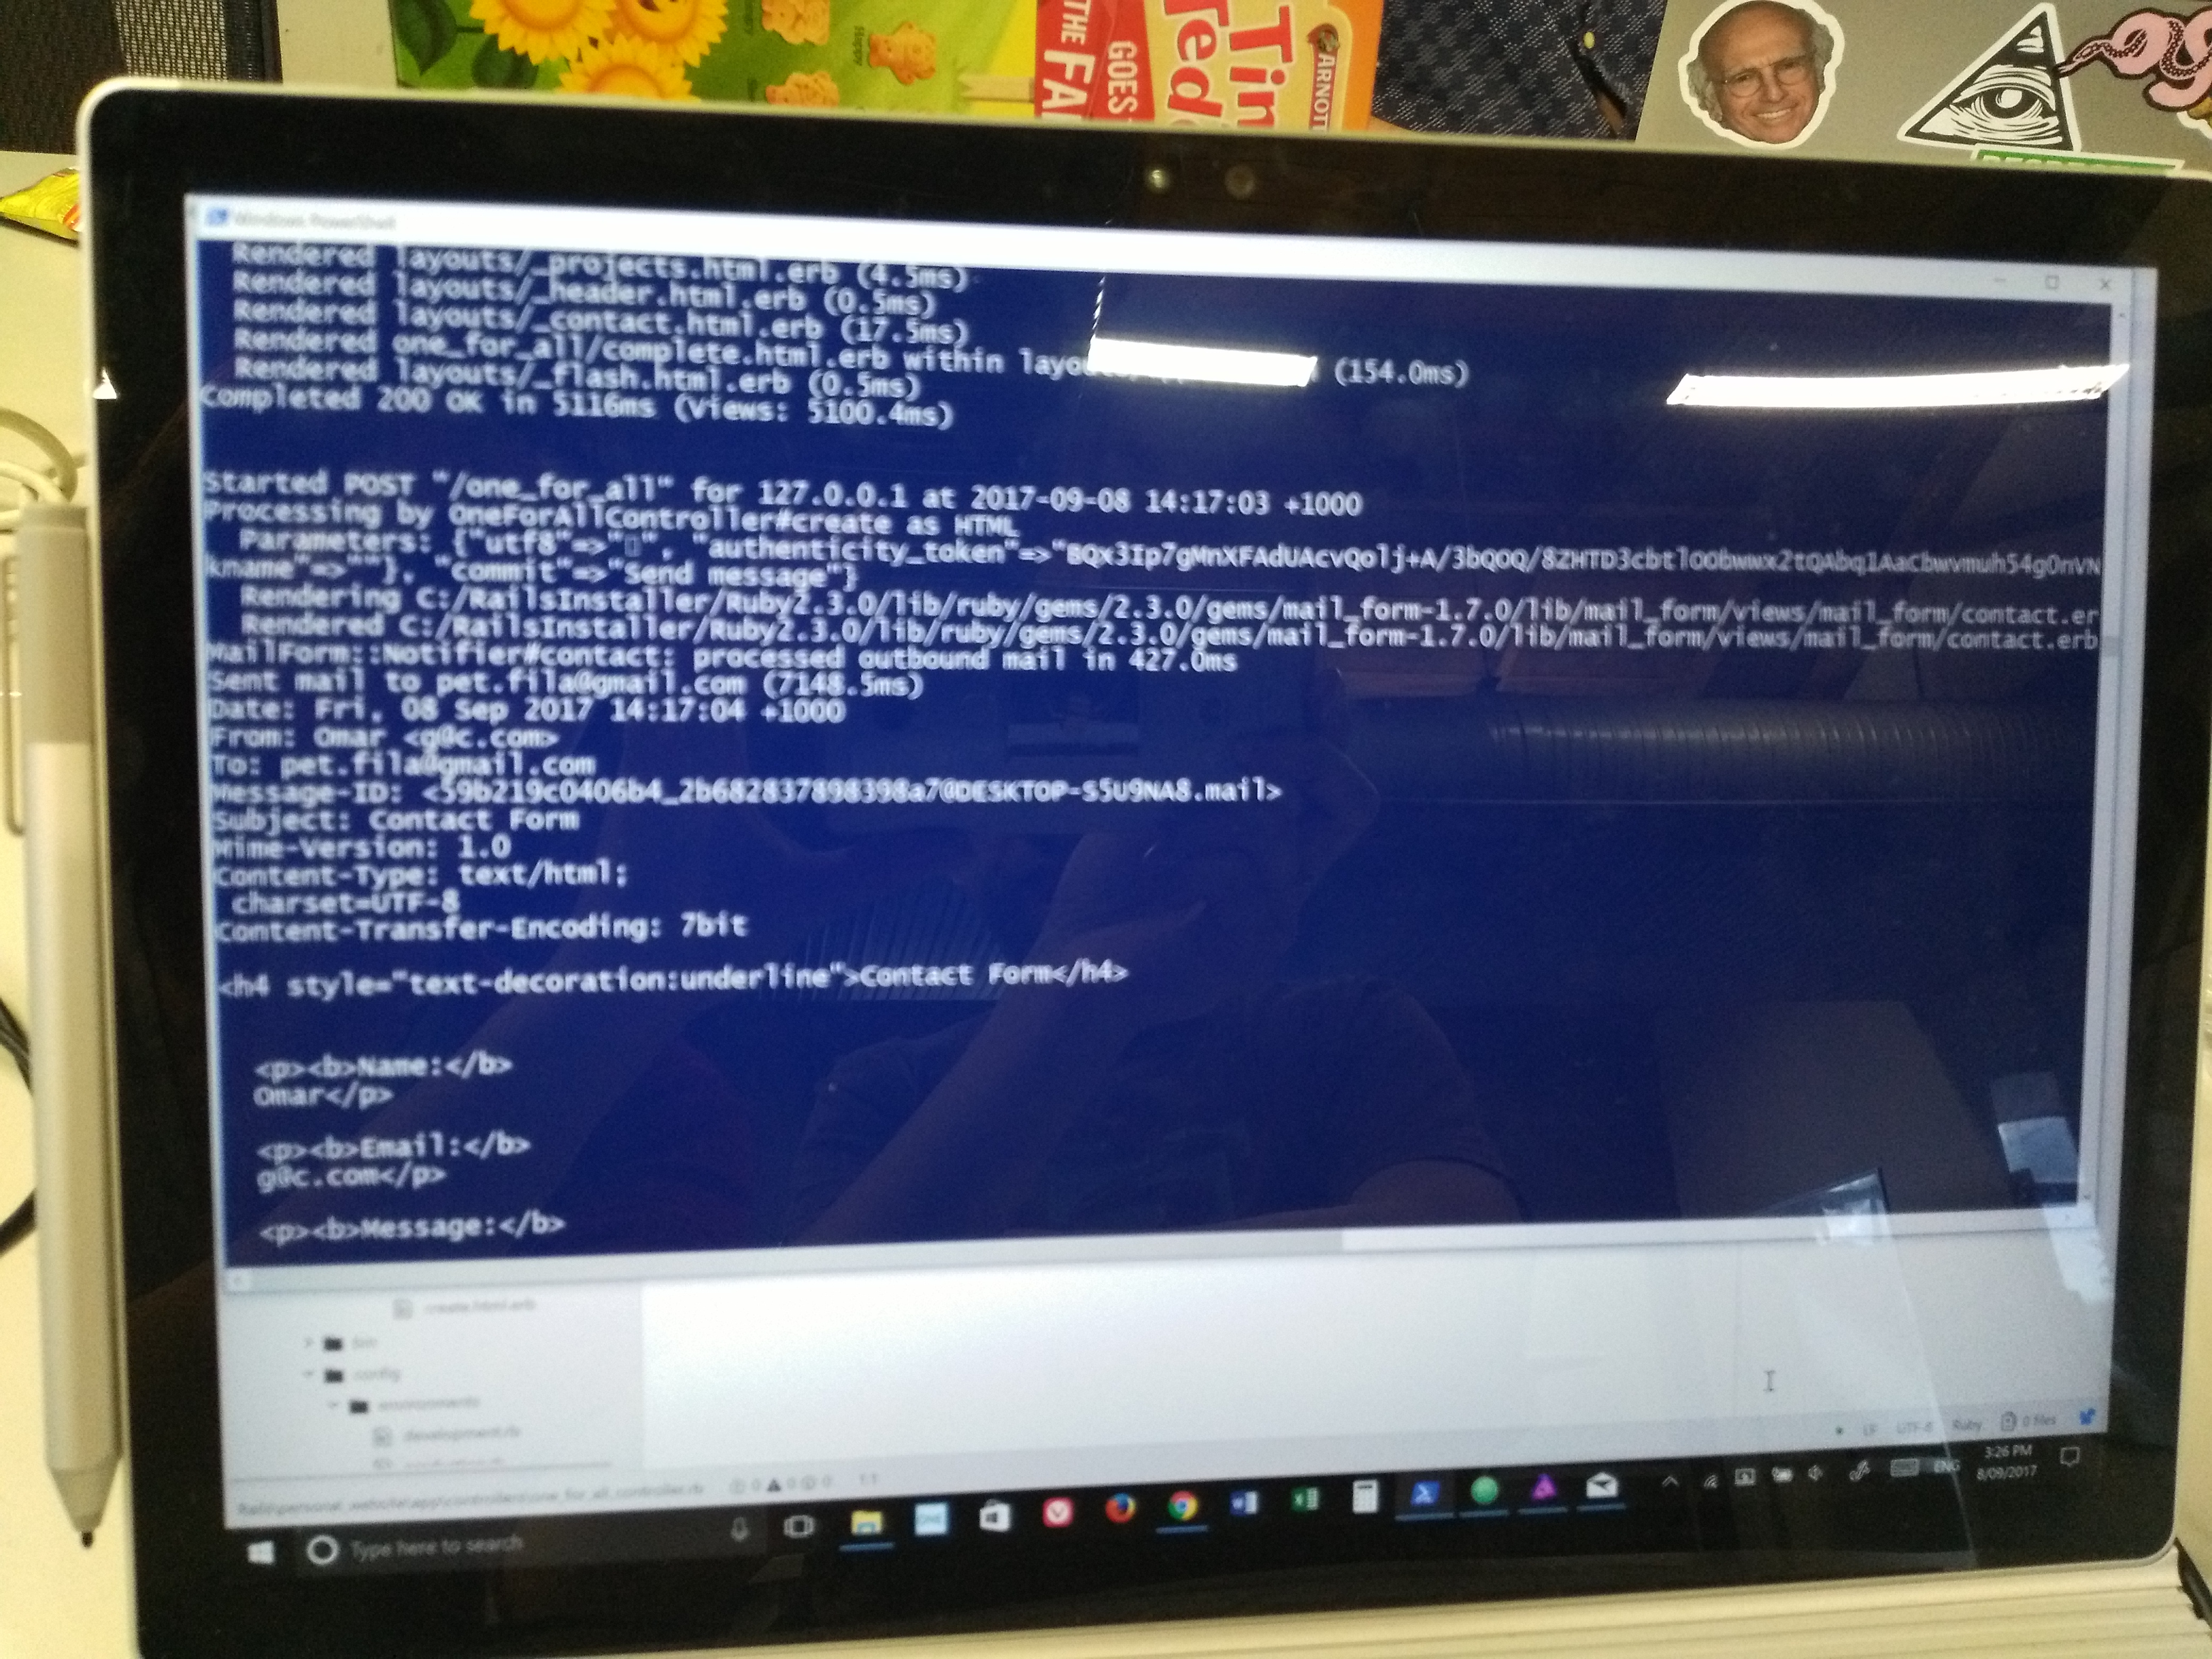 Happy
THE FA
GOES
Tin
Ted
ARNOTT
Windows PowerShell
Rendered layouts/_projects.html.erb (4.5ms)
Rendered layouts/_header.html.erb (0.5ms)
Rendered layouts/_contact.html.erb (17.5ms)
Rendered one_for_all/complete.html.erb within layou (154.0ms)
Rendered layouts/_flash.html.erb (0.5ms)
Completed 200 OK in 5116ms (Views: 5100.4ms)
Started POST "/one_for_all" for 127.0.0.1 at 2017-09-08 14:17:03 +1000
Processing by OneForAllController#create as HTML
Parameters: {"utf8"=>"▯", "authenticity_token"=>"BQx3Ip7gMnXFAdUAcvQolj+A/3bQOQ/8ZHTD3cbtlOObwwx2tQAbq1AaCbwvmuh54g0nVN
kname"=>""}, "commit"=>"Send message"}
Rendering C:/RailsInstaller/Ruby2.3.0/lib/ruby/gems/2.3.0/gems/mail_form-1.7.0/lib/mail_form/views/mail_form/contact.er
Rendered C:/RailsInstaller/Ruby2.3.0/lib/ruby/gems/2.3.0/gems/mail_form-1.7.0/lib/mail_form/views/mail_form/contact.erb
MailForm::Notifier#contact: processed outbound mail in 427.0ms
Sent mail to pet.fila@gmail.com (7148.5ms)
Date: Fri, 08 Sep 2017 14:17:04 +1000
From: Omar <g@c.com>
To: pet.fila@gmail.com
Message-ID: <59b219c0406b4_2b682837898398a7@DESKTOP-S5U9NA8.mail>
Subject: Contact Form
Mime-Version: 1.0
Content-Type: text/html;
charset=UTF-8
Content-Transfer-Encoding: 7bit
<h4 style="text-decoration:underline">Contact Form</h4>
<p><b>Name:</b>
Omar</p>
<p><b>Email:</b>
g@c.com</p>
<p><b>Message:</b>
create.html.erb
bin
config
environments
development.rb
LF UTF-8 Ruby 0 files
0 0 0 1:1
Type here to search
ENG
3:26 PM
8/09/2017